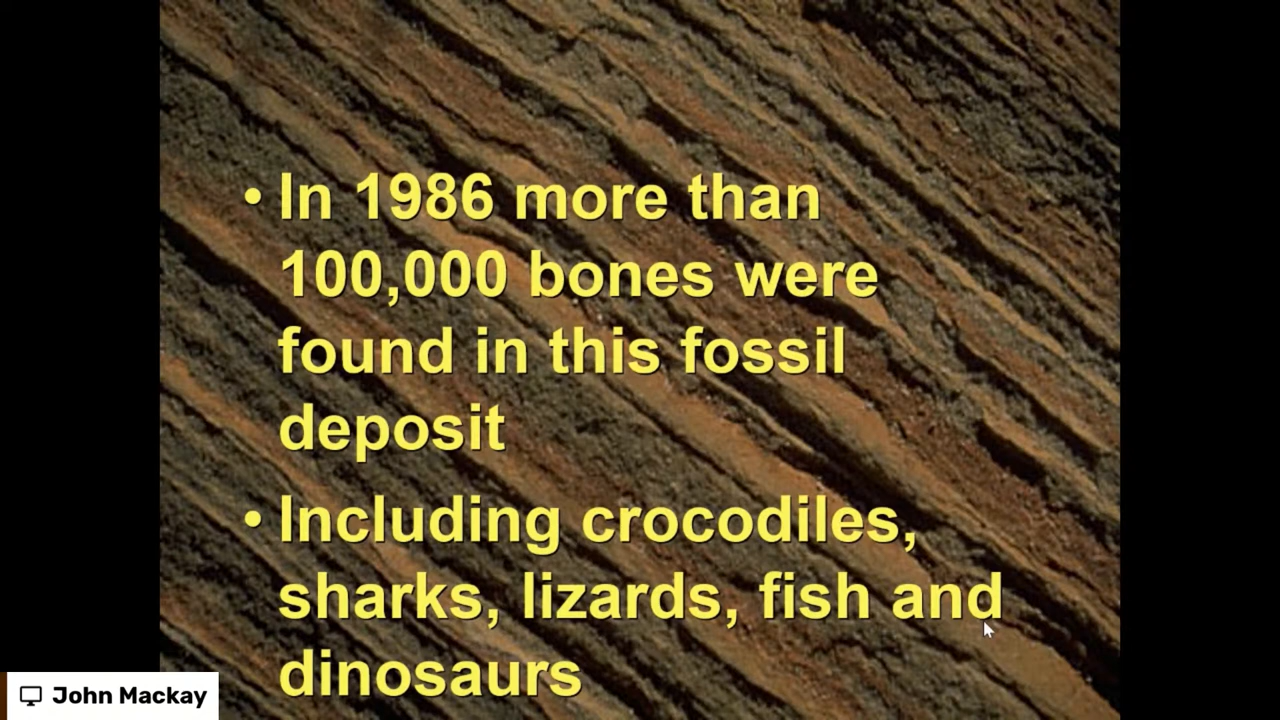 • In 1986 more than
100,000 bones were
found in this fossil
deposit
• Including crocodiles,
sharks, lizards, fish and
dinosaurs
John Mackay